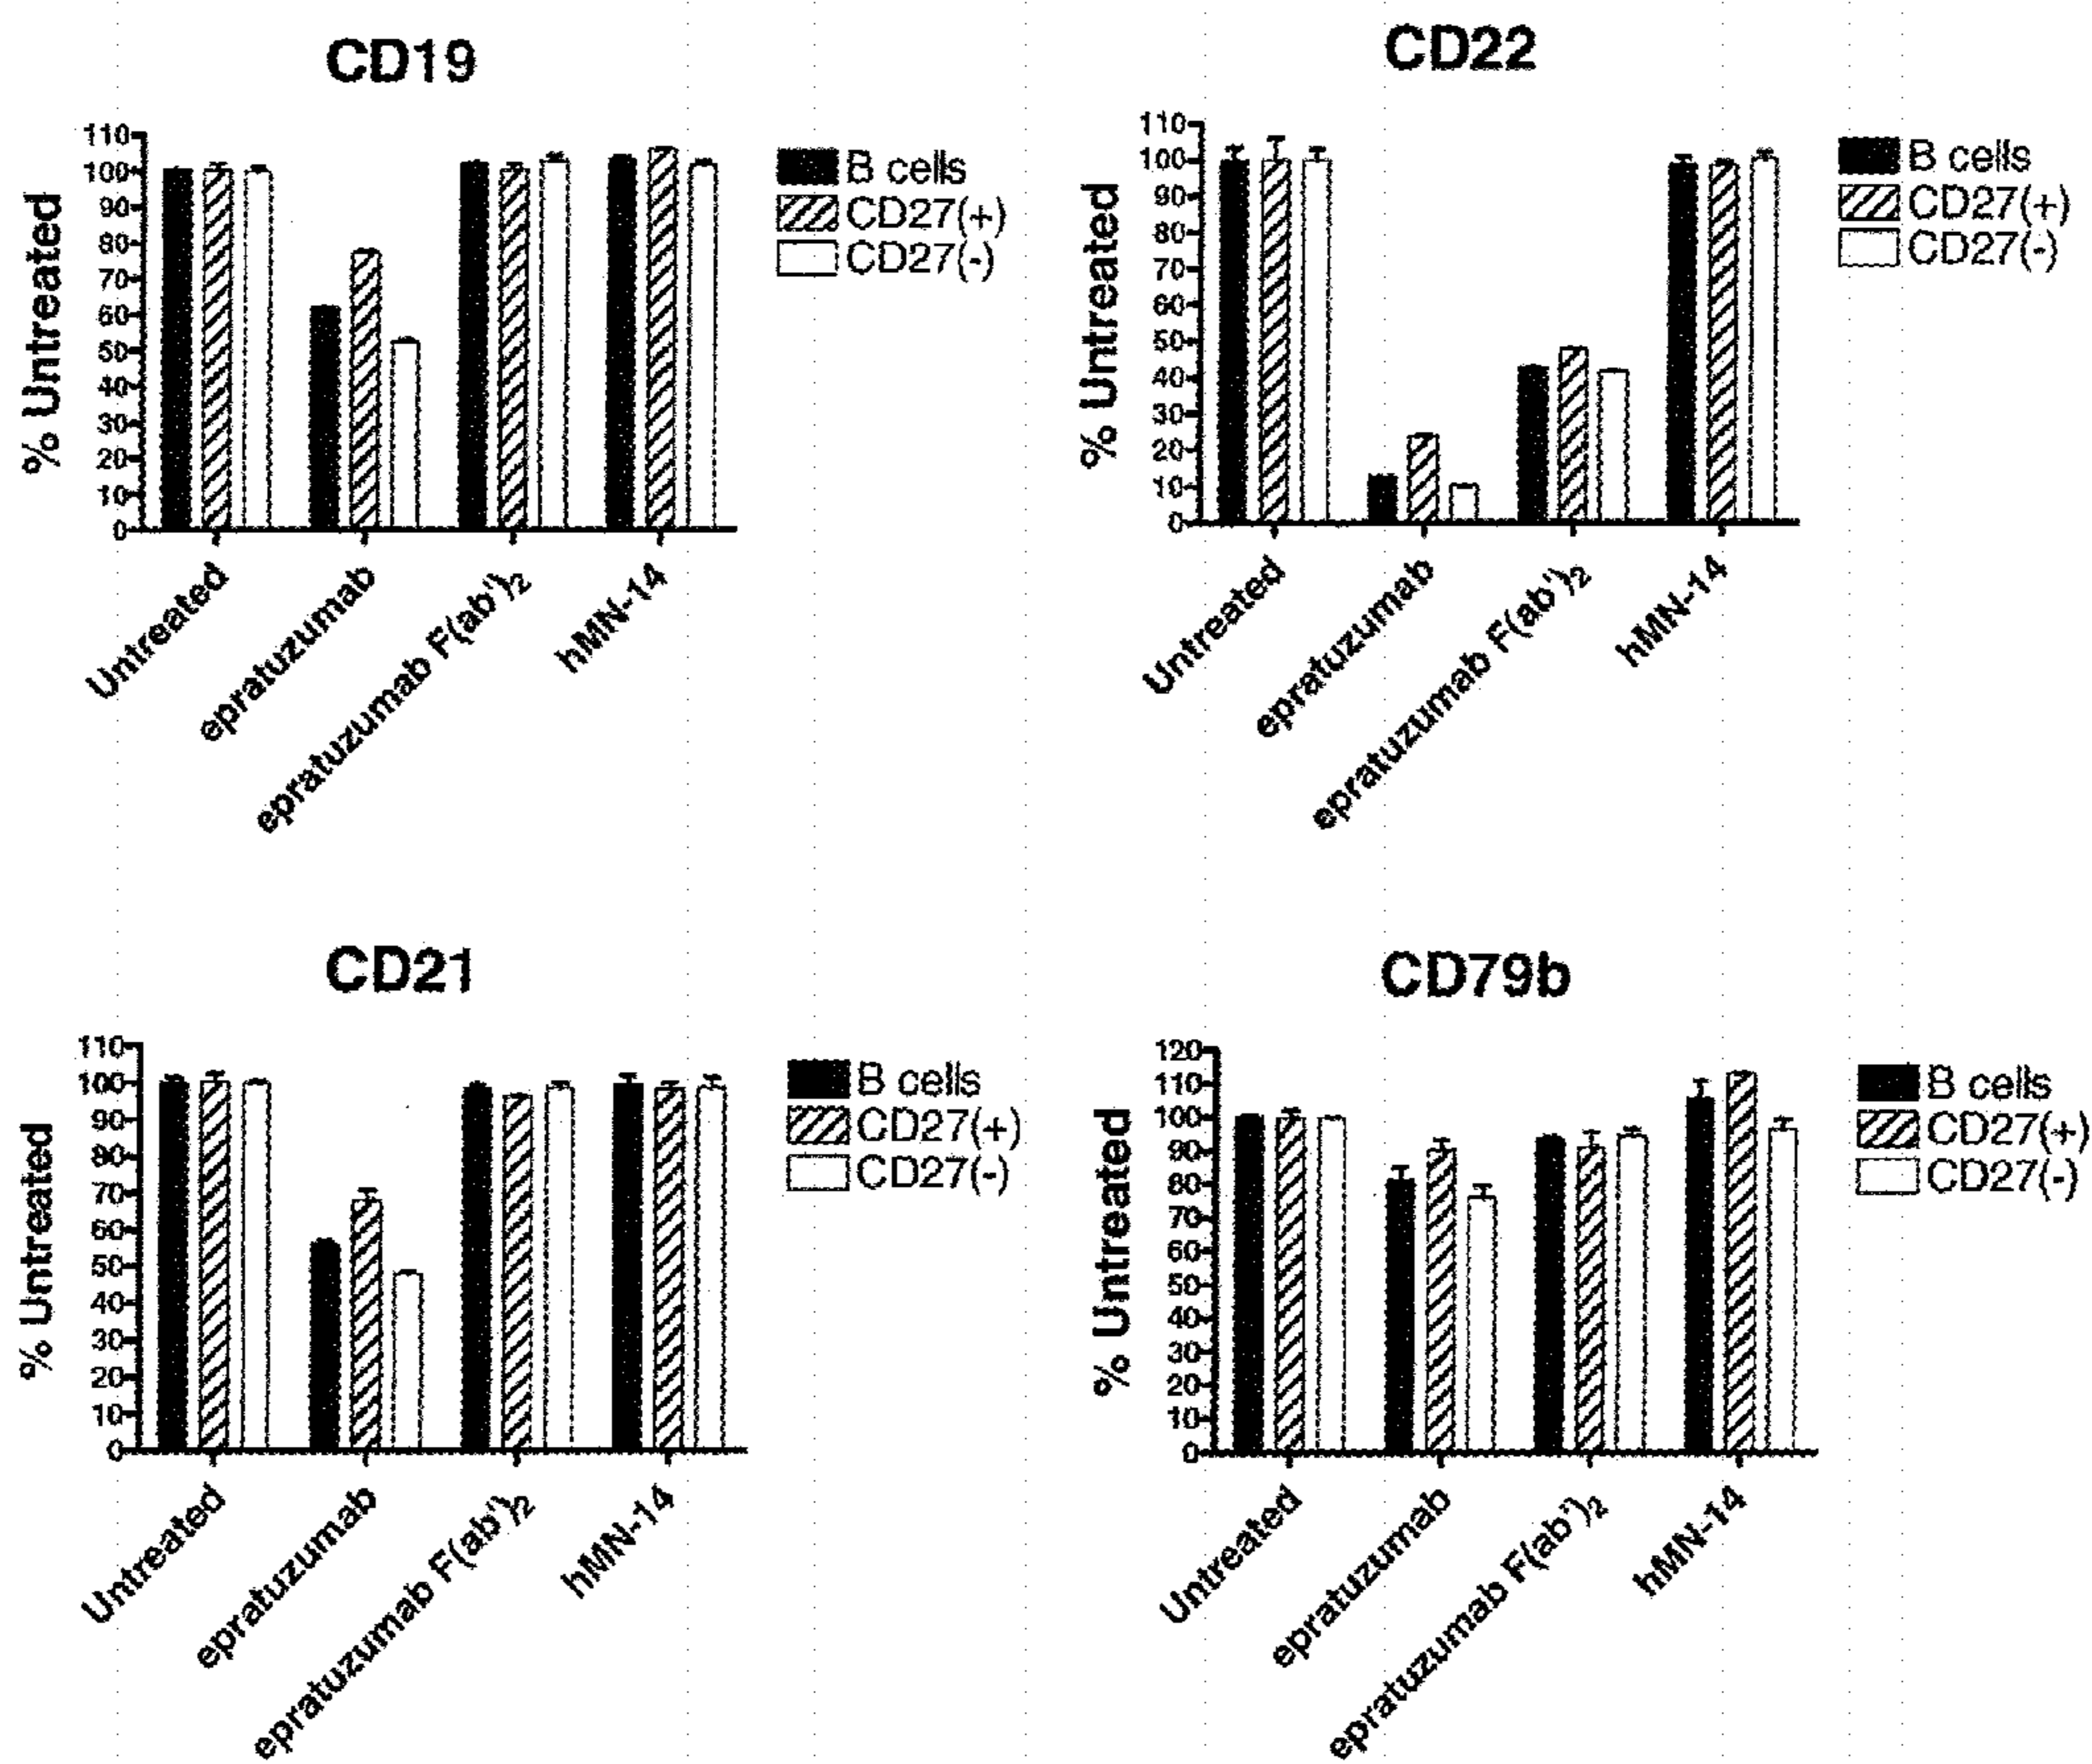 CD19
% Untreated
110
100
90
80
70
60
50
40
30
20
10
0
Untreated
epratuzumab
epratuzumab F(ab')2
hMN-14
B cells
CD27(+)
CD27(-)
CD22
% Untreated
110
100
90
80
70
60
50
40
30
20
10
0
Untreated
epratuzumab
epratuzumab F(ab')2
hMN-14
B cells
CD27(+)
CD27(-)
CD21
% Untreated
110
100
90
80
70
60
50
40
30
20
10
0
Untreated
epratuzumab
epratuzumab F(ab')2
hMN-14
B cells
CD27(+)
CD27(-)
CD79b
% Untreated
120
110
100
90
80
70
60
50
40
30
20
10
0
Untreated
epratuzumab
epratuzumab F(ab')2
hMN-14
B cells
CD27(+)
CD27(-)